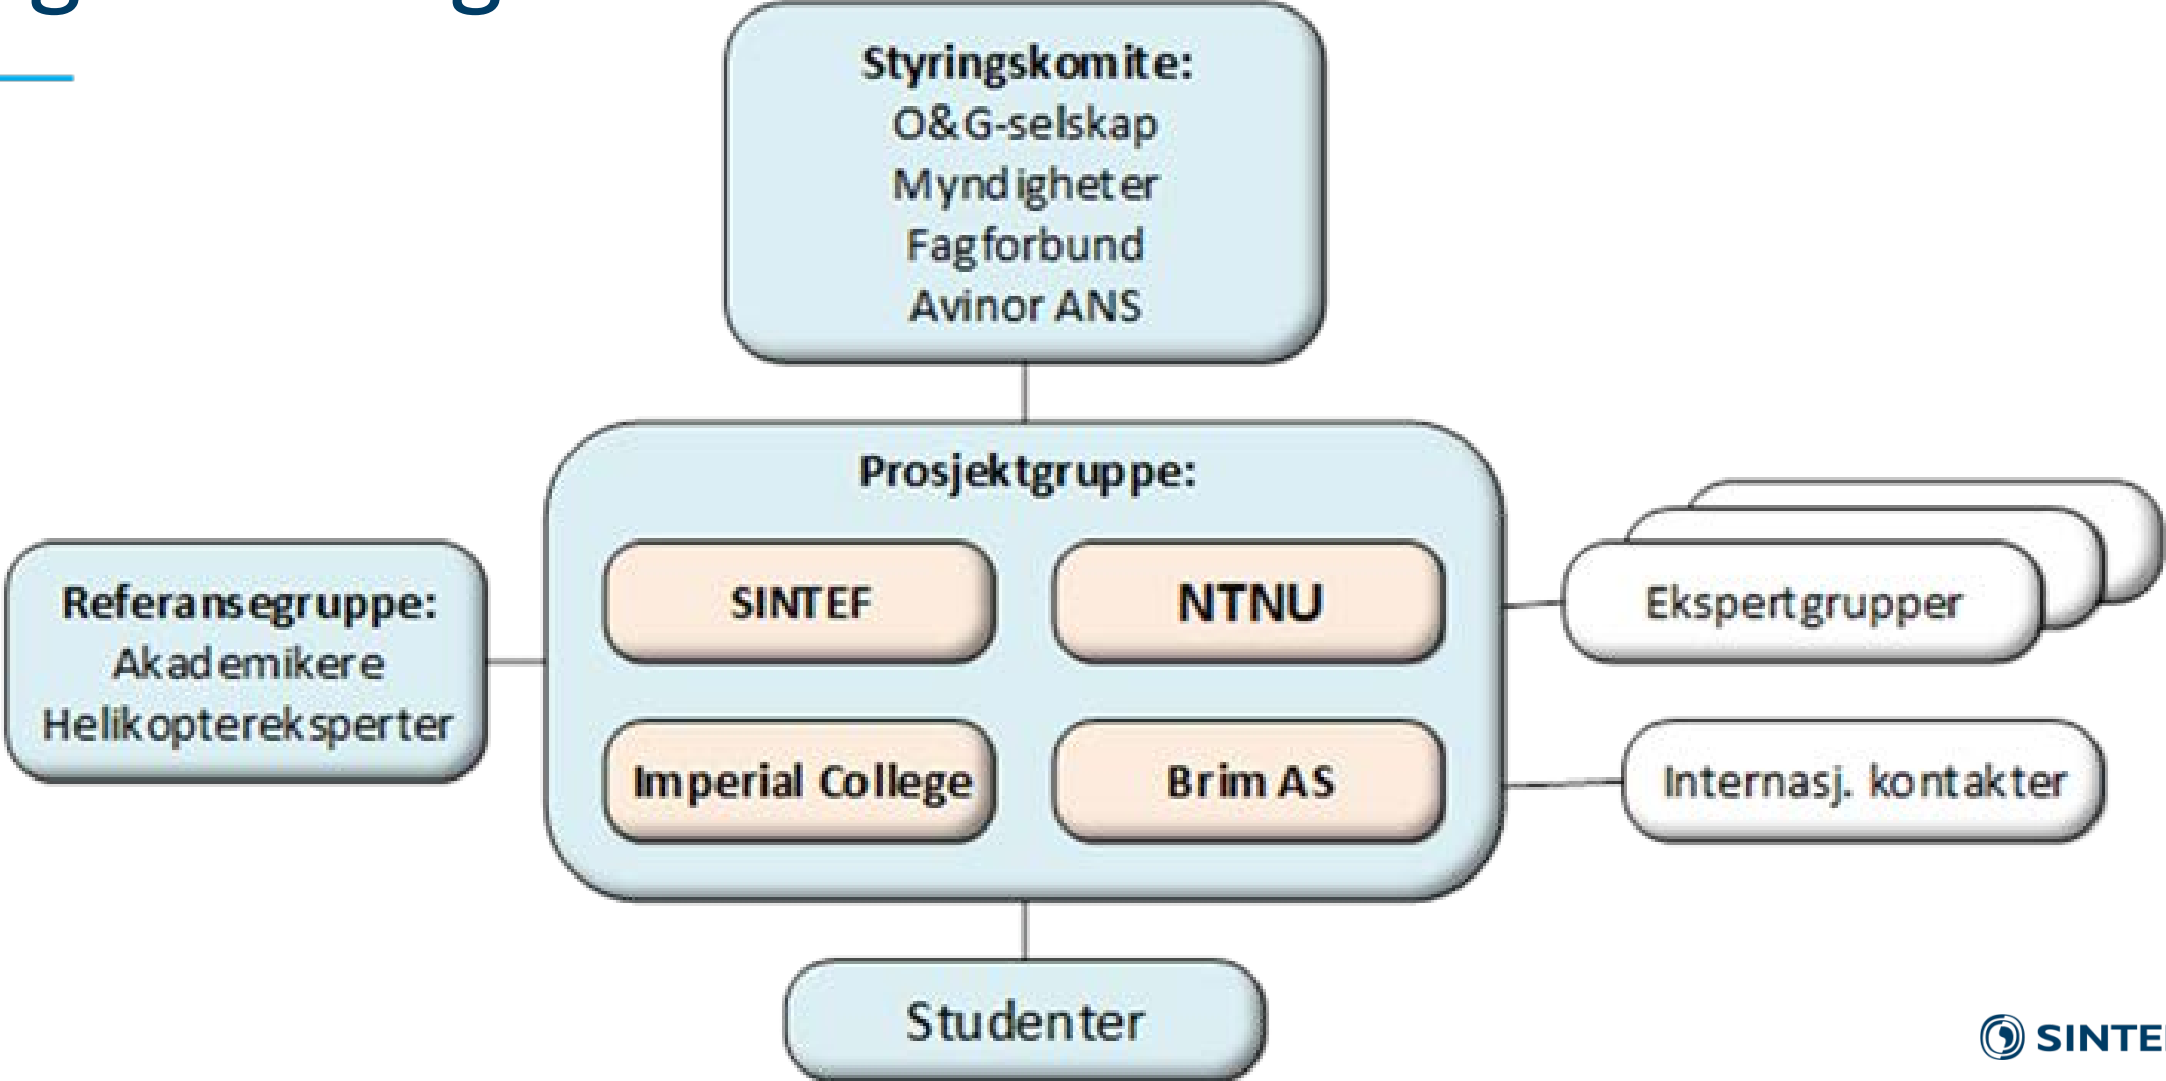 Styringskomite:
O&G-selskap
Myndigheter
Fagforbund
Avinor ANS
Prosjektgruppe:
SINTEF
NTNU
Imperial College
Brim AS
Referansegruppe:
Akademikere
Helikoptereksperter
Ekspertgrupper
Internasj. kontakter
Studenter
SINTE